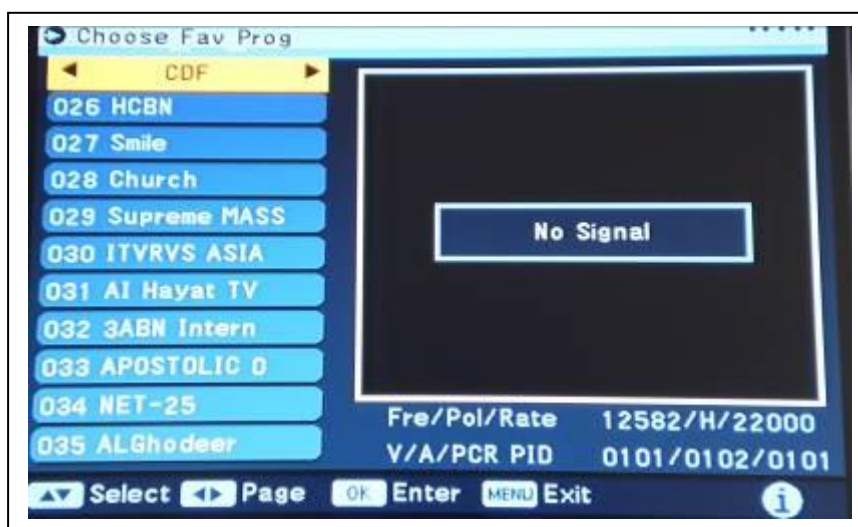 Choose Fav Prog
CDF
026 HCBN
027 Smile
028 Church
029 Supreme MASS
030 ITVRVS ASIA
031 Al Hayat TV
032 3ABN Intern
033 APOSTOLIC O
034 NET-25
035 ALGhodeer
No Signal
Fre/Pol/Rate 12582/H/22000
V/A/PCR PID 0101/0102/0101
Select Page OK Enter MENU Exit i